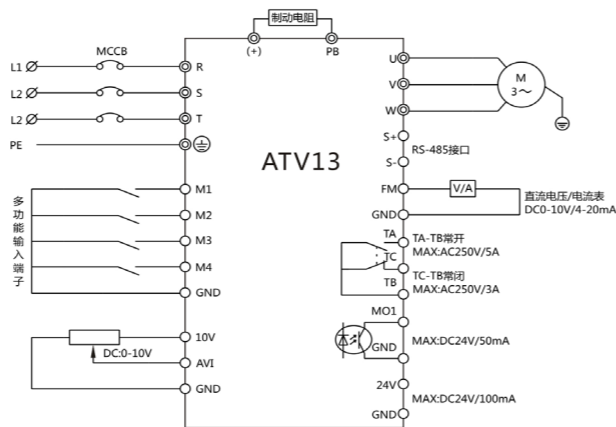 制动电阻
(+)
PB
MCCB
L1
R
L2
S
L2
T
PE
U
V
W
M
3～
S+
S-
RS-485接口
ATV13
FM
V/A
GND
直流电压/电流表
DC0-10V/4-20mA
多功能输入端子
M1
M2
M3
M4
GND
TA
TC
TB
TA-TB常开
MAX:AC250V/5A
TC-TB常闭
MAX:AC250V/3A
MO1
GND
MAX:DC24V/50mA
10V
DC:0-10V
AVI
GND
24V
MAX:DC24V/100mA
GND